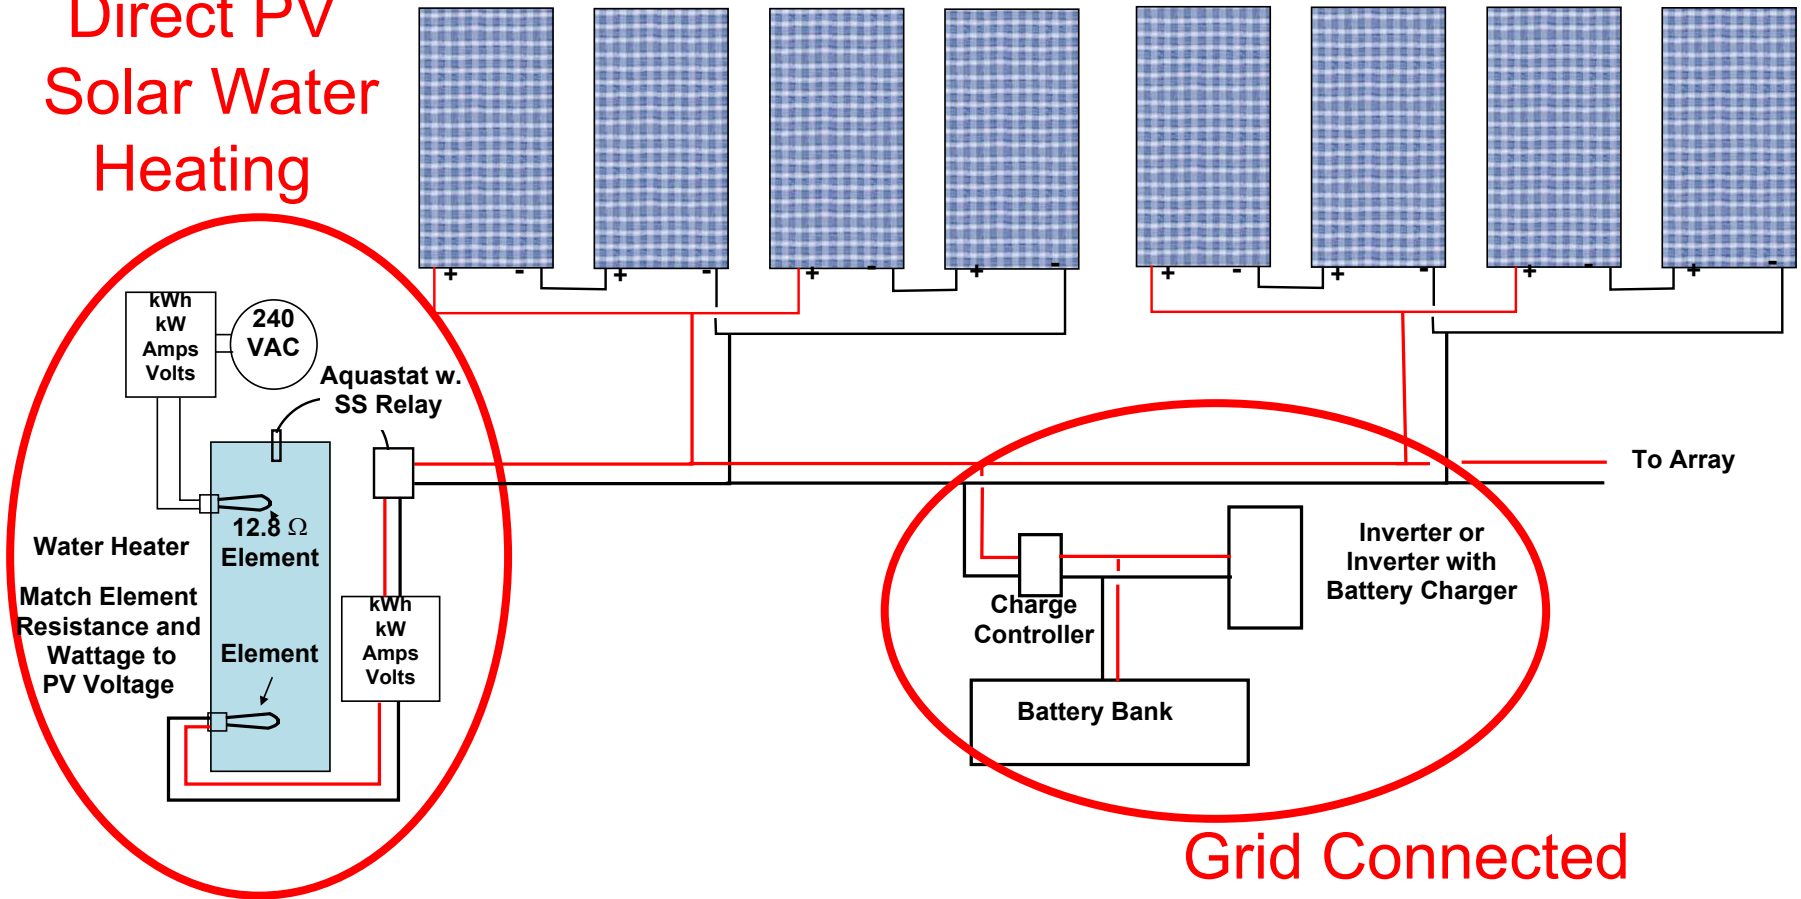 Direct PV
Solar Water
Heating
+ - + - + - + -
+ - + - + - + -
kWh
kW
Amps
Volts
240
VAC
Aquastat w.
SS Relay
12.8 Ω
Element
Water Heater
Match Element
Resistance and
Wattage to
PV Voltage
Element
kWh
kW
Amps
Volts
To Array
Inverter or
Inverter with
Battery Charger
Charge
Controller
Battery Bank
Grid Connected